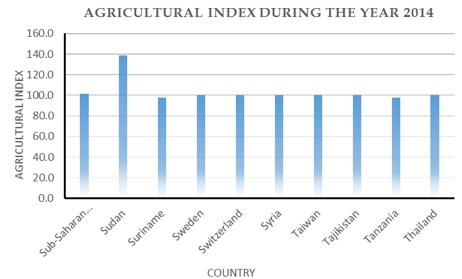 AGRICULTURAL INDEX DURING THE YEAR 2014
AGRICULTURAL INDEX
160.0
140.0
120.0
100.0
80.0
60.0
40.0
20.0
0.0
Sub-Saharan...
Sudan
Suriname
Sweden
Switzerland
Syria
Taiwan
Tajikistan
Tanzania
Thailand
COUNTRY